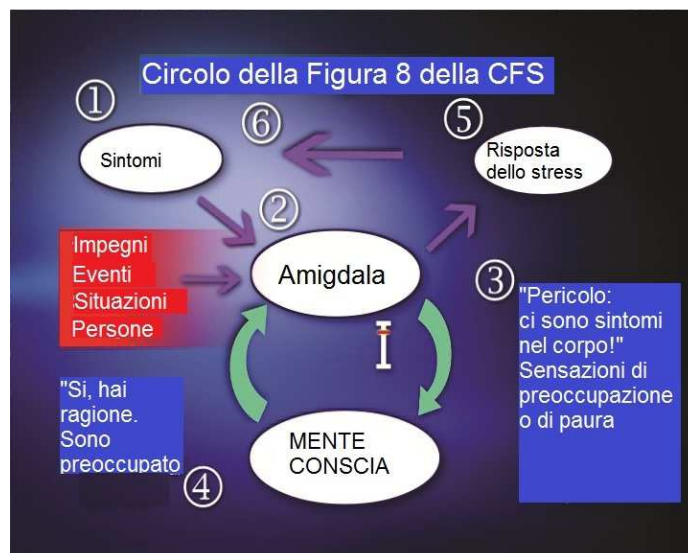 Circolo della Figura 8 della CFS
①
⑥
⑤
Sintomi
Risposta
dello stress
②
Impegni
Eventi
Situazioni
Persone
Amigdala
③
"Pericolo:
ci sono sintomi
nel corpo!"
Sensazioni di
preoccupazione
o di paura
"Si, hai
ragione.
Sono
preoccupato
④
MENTE
CONSCIA